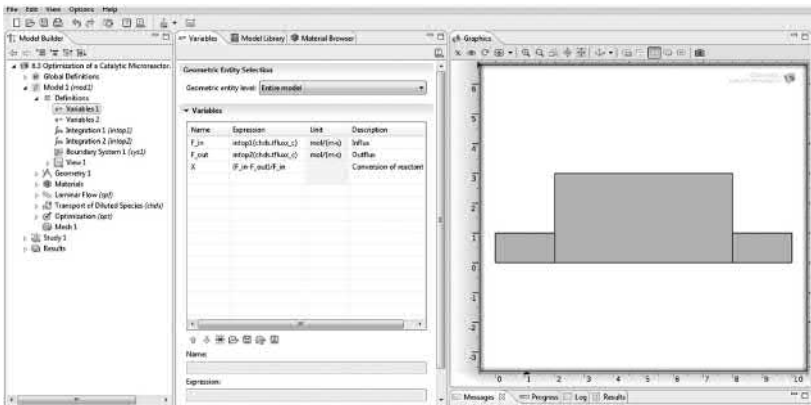 File Edit View Options Help
Model Builder
8.3 Optimization of a Catalytic Microreactor.
Global Definitions
Model 1 (mod1)
Definitions
Variables 1
Variables 2
Integration 1 (intop1)
Integration 2 (intop2)
Boundary System 1 (sys1)
View 1
Geometry 1
Materials
Laminar Flow (spf)
Transport of Diluted Species (chds)
Optimization (opt)
Mesh 1
Study 1
Results
Variables Model Library Material Browser
Geometric Entity Selection
Geometric entity level: Entire model
Variables
Name Expression Unit Description
F_in intop1(chds.tfluxx_c) mol/(m·s) Influx
F_out intop2(chds.tfluxx_c) mol/(m·s) Outflux
X (F_in-F_out)/F_in Conversion of reactant
Name:
Expression:
Graphics
6
5
4
3
2
1
0
-1
-2
-3
0 1 2 3 4 5 6 7 8 9 10
Messages Progress Log Results